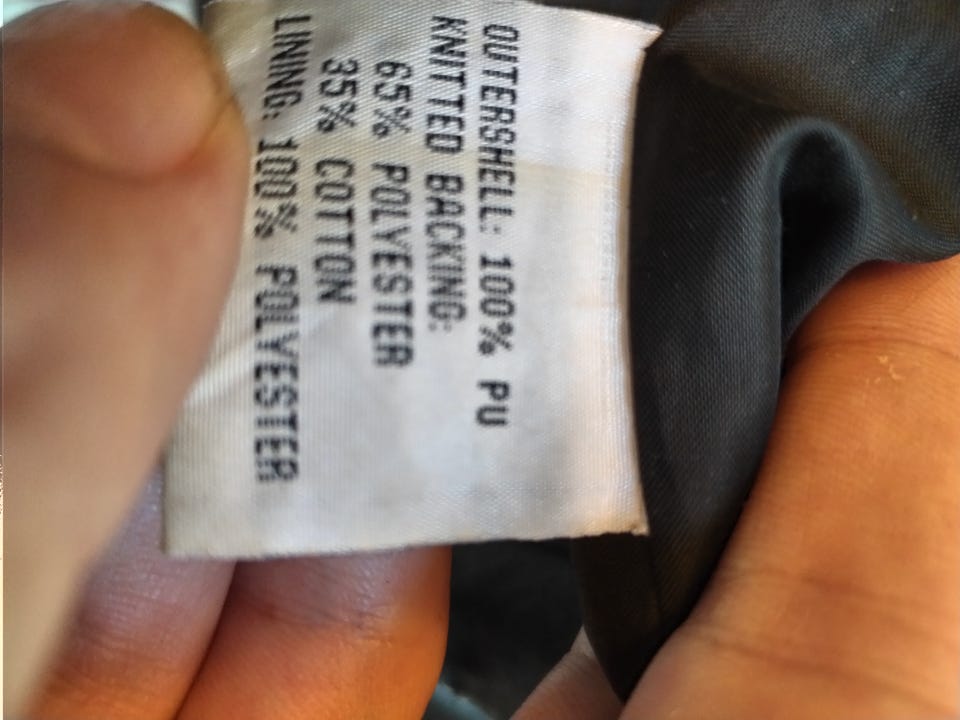 OUTERSHELL: 100% PU
KNITTED BACKING:
65% POLYESTER
35% COTTON
LINING: 100% POLYESTER